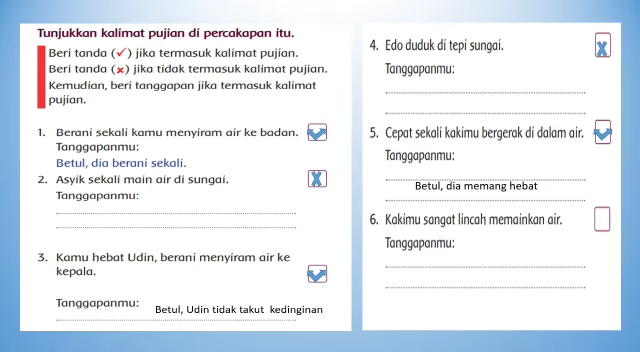 Tunjukkan kalimat pujian di percakapan itu.
Beri tanda (✓) jika termasuk kalimat pujian.
Beri tanda (x) jika tidak termasuk kalimat pujian.
Kemudian, beri tanggapan jika termasuk kalimat
pujian.
1. Berani sekali kamu menyiram air ke badan.
Tanggapanmu:
Betul, dia berani sekali.
2. Asyik sekali main air di sungai.
Tanggapanmu:
3. Kamu hebat Udin, berani menyiram air ke
kepala.
Tanggapanmu: Betul, Udin tidak takut kedinginan
4. Edo duduk di tepi sungai.
Tanggapanmu:
5. Cepat sekali kakimu bergerak di dalam air.
Tanggapanmu:
Betul, dia memang hebat
6. Kakimu sangat lincah memainkan air.
Tanggapanmu: